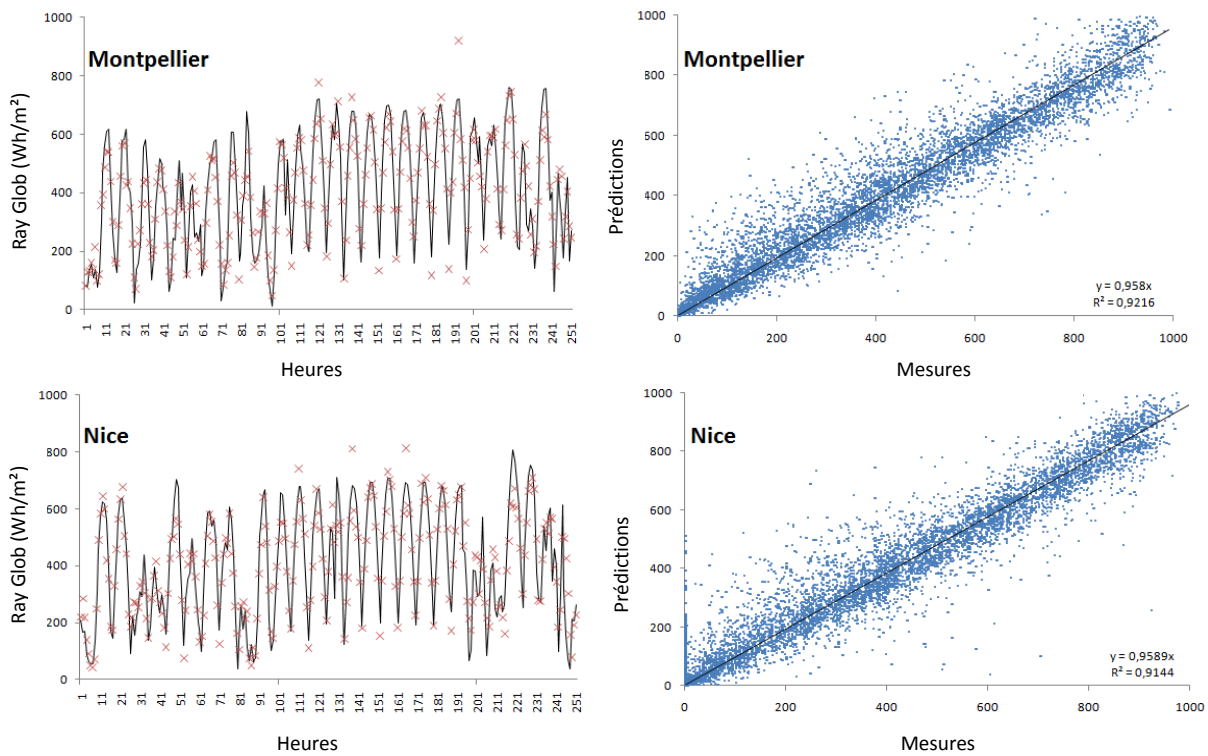 1000
Montpellier
800
600
400
200
0
Ray Glob (Wh/m²)
1 11 21 31 41 51 61 71 81 91 101 111 121 131 141 151 161 171 181 191 201 211 221 231 241 251
Heures
1000
Montpellier
800
600
400
200
0
Prédictions
y = 0,958x
R² = 0,9216
0 200 400 600 800 1000
Mesures
1000
Nice
800
600
400
200
0
Ray Glob (Wh/m²)
1 11 21 31 41 51 61 71 81 91 101 111 121 131 141 151 161 171 181 191 201 211 221 231 241 251
Heures
1000
Nice
800
600
400
200
0
Prédictions
y = 0,9589x
R² = 0,9144
0 200 400 600 800 1000
Mesures